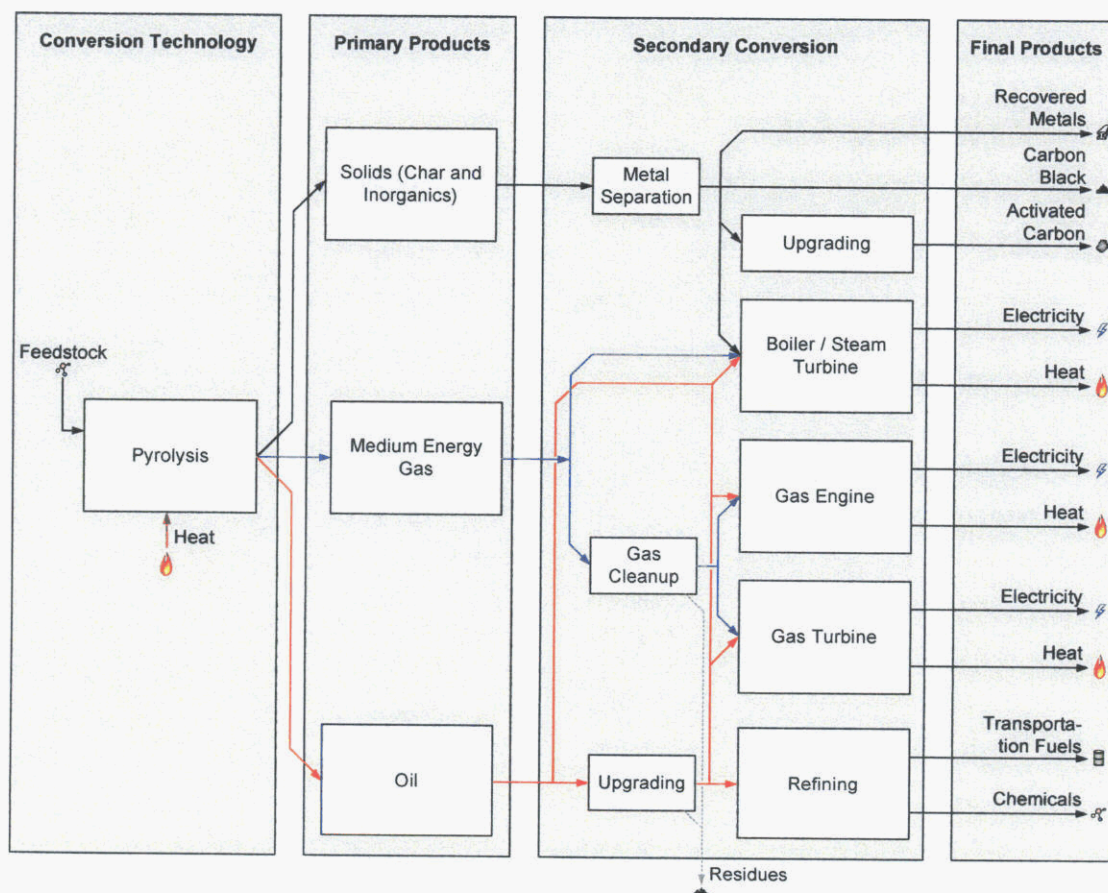 Conversion Technology
Primary Products
Secondary Conversion
Final Products
Recovered
Metals
Solids (Char and
Inorganics)
Metal
Separation
Carbon
Black
Activated
Carbon
Upgrading
Electricity
Boiler / Steam
Turbine
Heat
Feedstock
Pyrolysis
Medium Energy
Gas
Electricity
Gas Engine
Heat
Heat
Gas
Cleanup
Electricity
Gas Turbine
Heat
Transporta-
tion Fuels
Oil
Upgrading
Refining
Chemicals
Residues